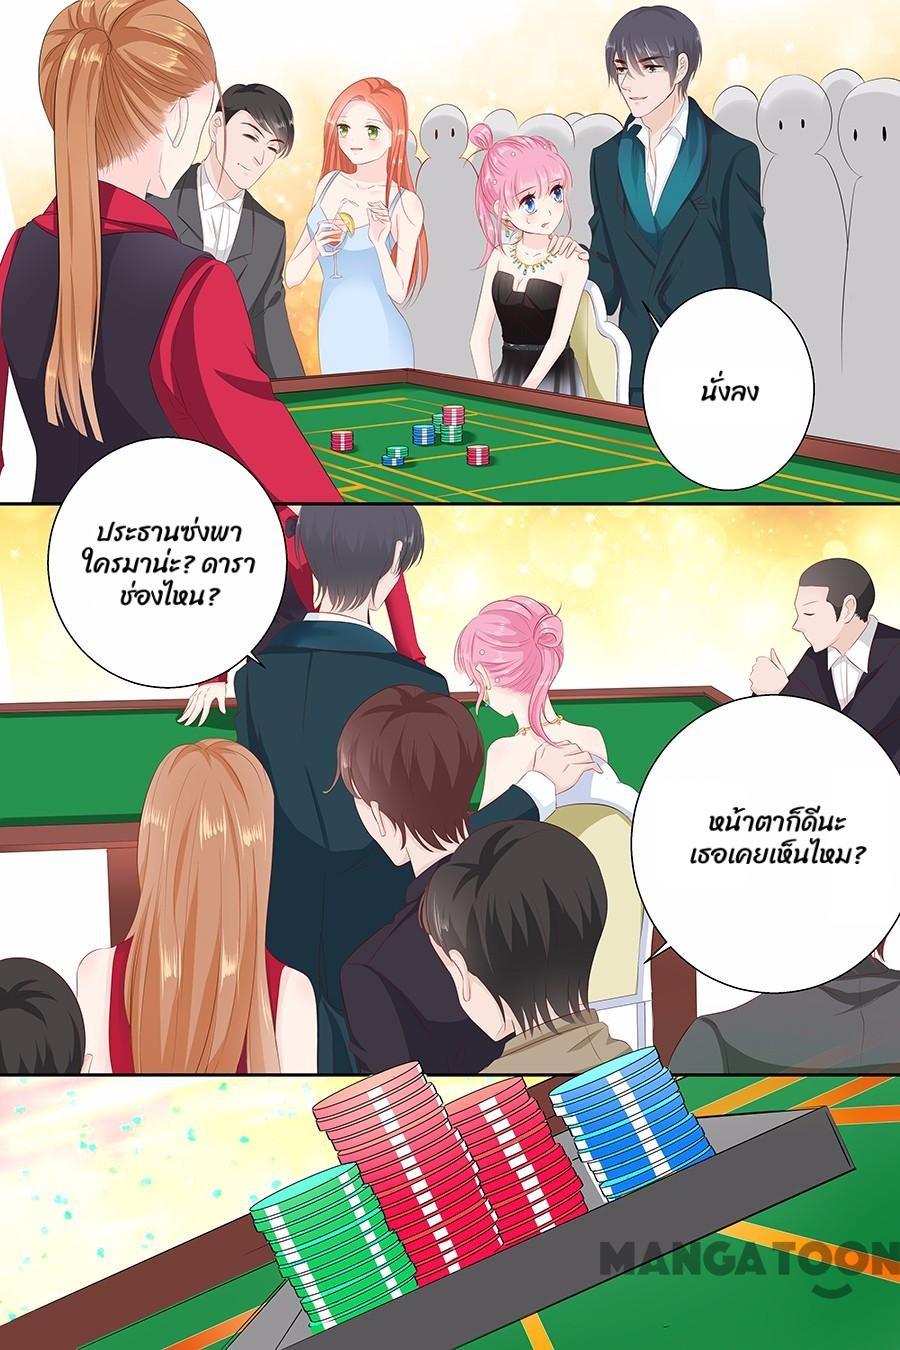 นั่งลง
ประธานซ่งพา
ใครมาน่ะ? ดารา
ช่องไหน?
หน้าตาก็ดีนะ
เธอเคยเห็นไหม?
MANGATOON